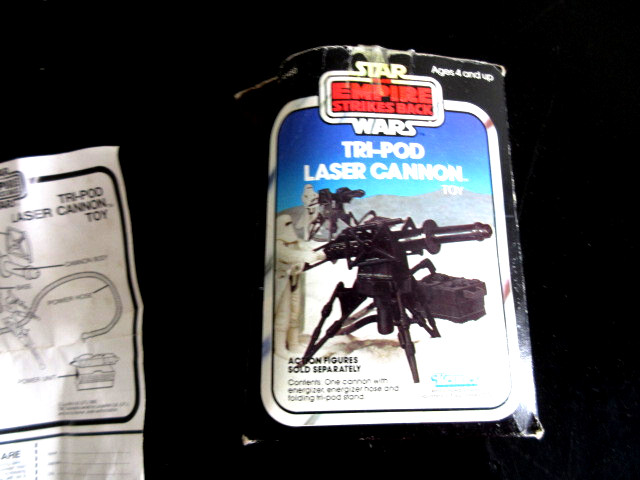 TRI-POD
LASER CANNON
TOY
CANNON BODY
POWER HOSE
POWER UNIT
ARE
Ages 4 and up
STAR
EMPIRE
STRIKES BACK
WARS
TRI-POD
LASER CANNON
TOY
ACTION FIGURES
SOLD SEPARATELY
Contents: One cannon with
energizer, energizer hose and
folding tri-pod stand